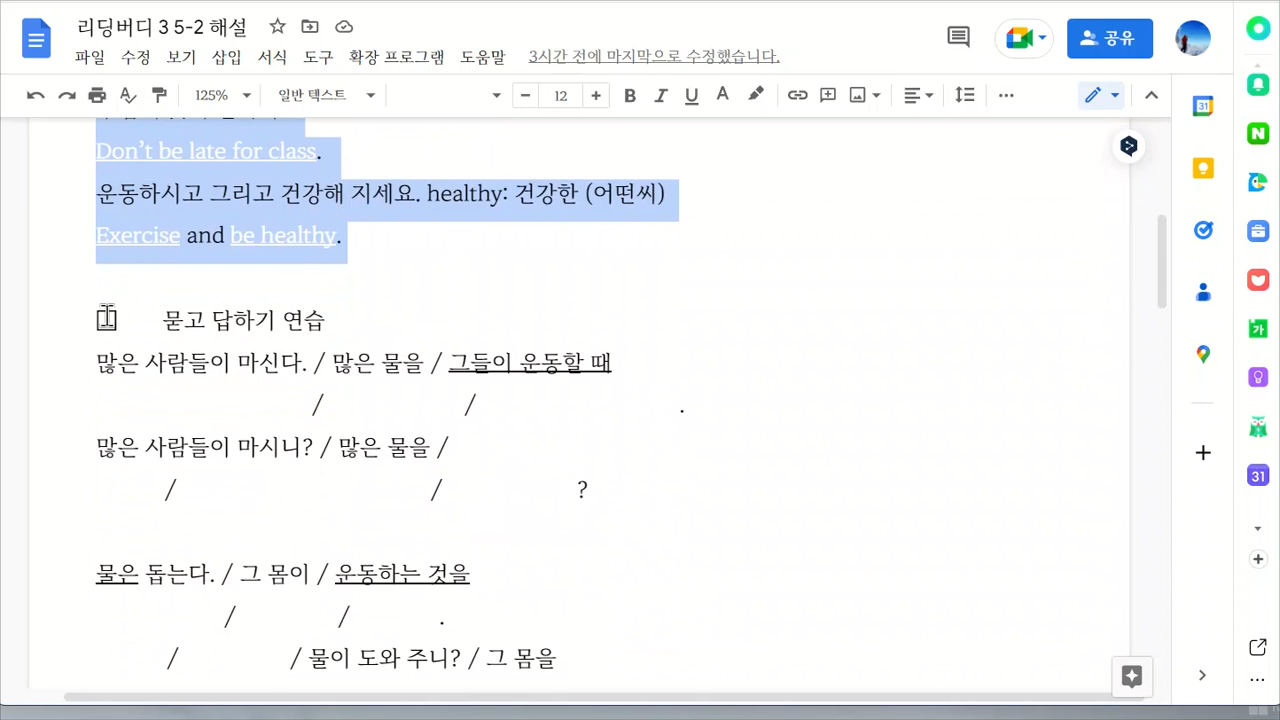 리딩버디 3 5-2 해설
파일 수정 보기 삽입 서식 도구 확장 프로그램 도움말 3시간 전에 마지막으로 수정했습니다.
공유
125% 일반 텍스트 − 12 + B I U A
Don't be late for class.
운동하시고 그리고 건강해 지세요. healthy: 건강한 (어떤씨)
Exercise and be healthy.
묻고 답하기 연습
많은 사람들이 마신다. / 많은 물을 / 그들이 운동할 때
/ / .
많은 사람들이 마시니? / 많은 물을 /
/ / ?
물은 돕는다. / 그 몸이 / 운동하는 것을
/ / .
/ / 물이 도와 주니? / 그 몸을
31
N
가
31